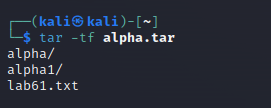 ┌──(kali㉿kali)-[~]
└─$ tar -tf alpha.tar
alpha/
alpha1/
lab61.txt